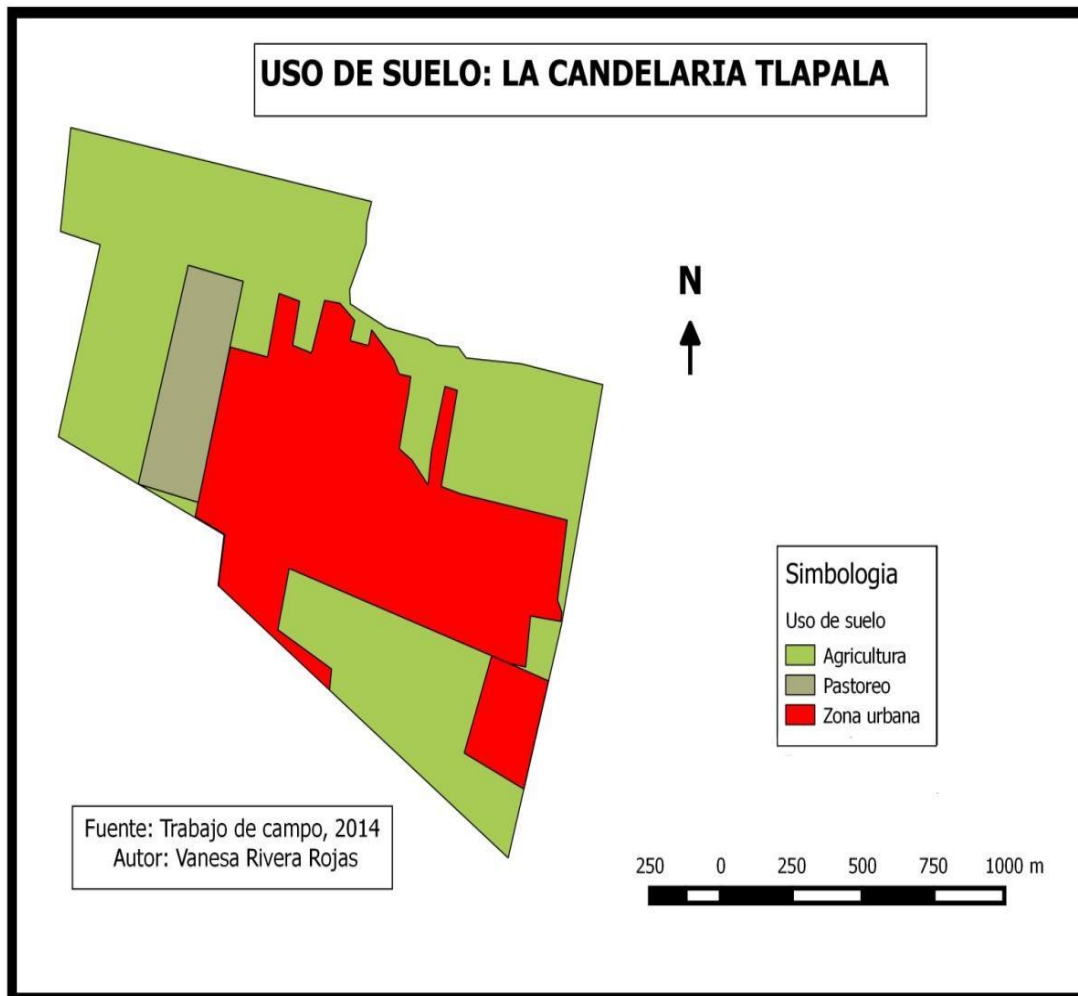 USO DE SUELO: LA CANDELARIA TLAPALA
N
Simbologia
Uso de suelo
Agricultura
Pastoreo
Zona urbana
Fuente: Trabajo de campo, 2014
Autor: Vanesa Rivera Rojas
250 0 250 500 750 1000 m